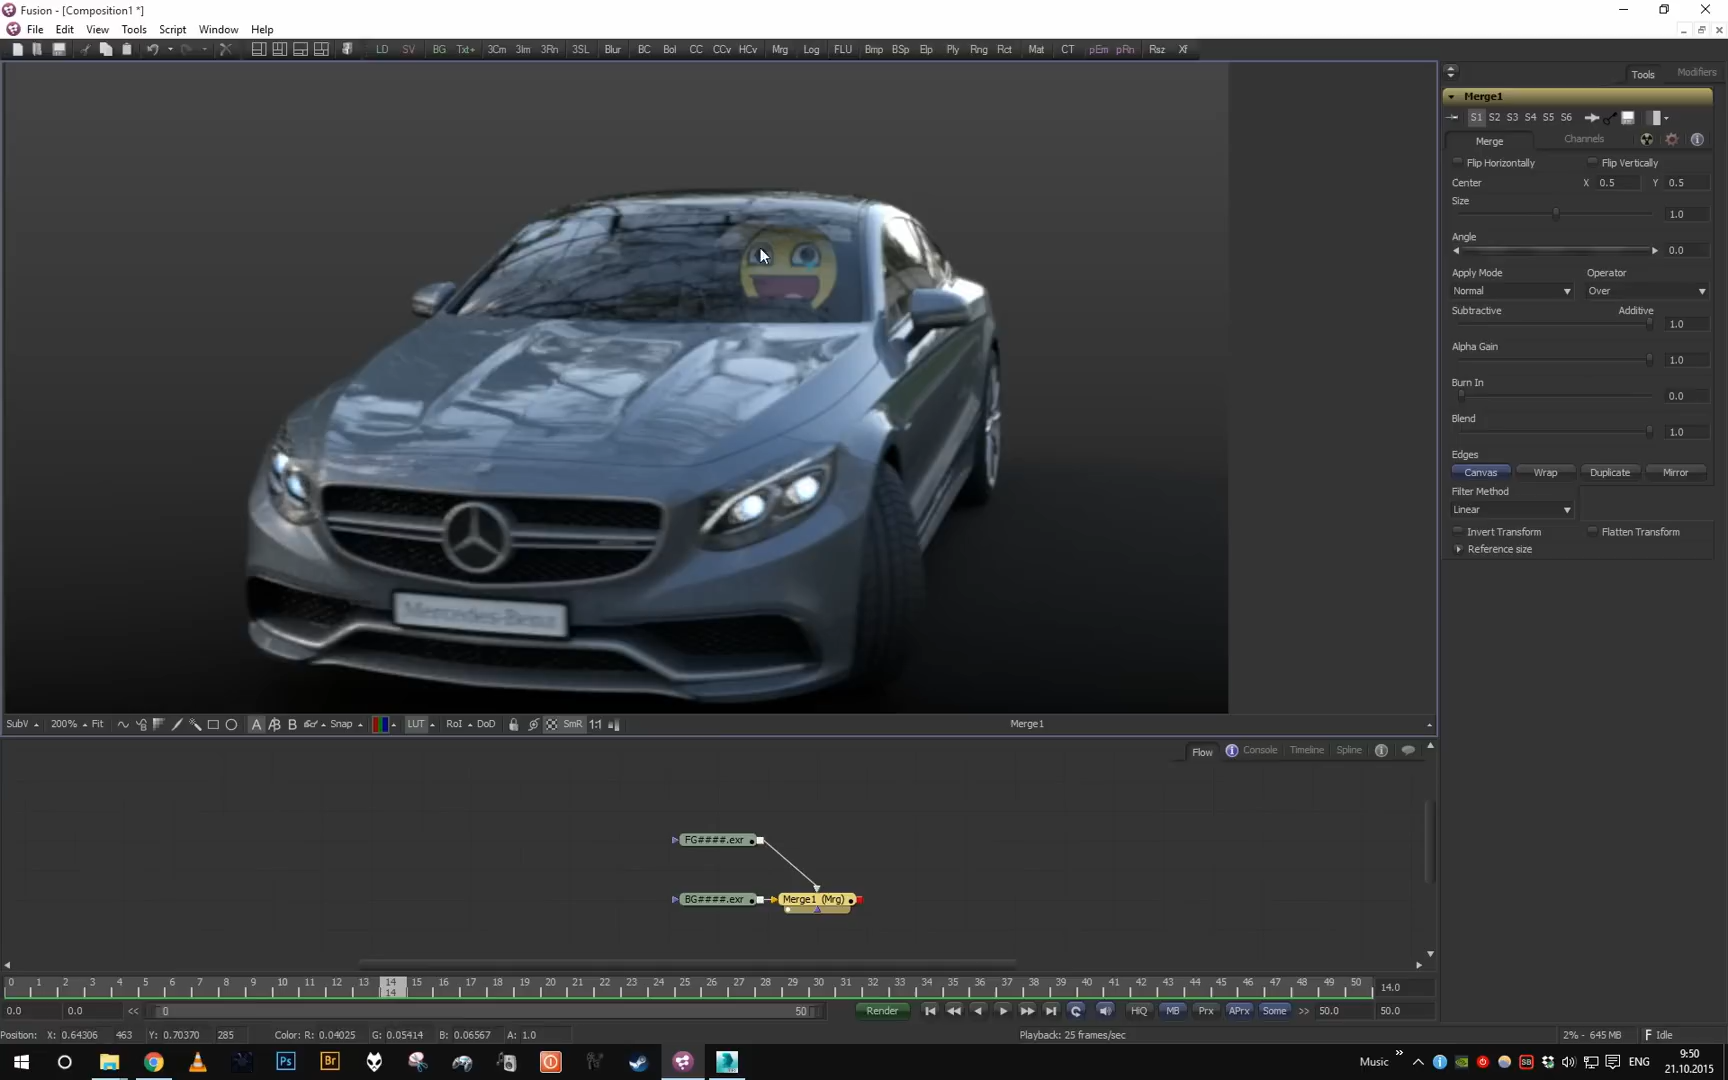 Fusion - [Composition1 *]
File Edit View Tools Script Window Help
LD SV BG Txt+ 3Cm 3Im 3Rn 3SL Blur BC Bol CC CCv HCv Mrg Log FLU Bmp BSp Elp Ply Rng Rct Mat CT pEm pRn Rsz Xf
Tools Modifiers
Merge1
S1 S2 S3 S4 S5 S6
Merge Channels
Flip Horizontally Flip Vertically
Center X 0.5 Y 0.5
Size
1.0
Angle
0.0
Apply Mode Operator
Normal Over
Subtractive Additive
1.0
Alpha Gain
1.0
Burn In
0.0
Blend
1.0
Edges
Canvas Wrap Duplicate Mirror
Filter Method
Linear
Invert Transform Flatten Transform
Reference size
Mercedes-Benz
SubV 200% Fit A A|B B Snap LUT RoI DoD SmR 1:1 Merge1
Flow Console Timeline Spline
FG####.exr
BG####.exr Merge1 (Mrg)
0 1 2 3 4 5 6 7 8 9 10 11 12 13 14 15 16 17 18 19 20 21 22 23 24 25 26 27 28 29 30 31 32 33 34 35 36 37 38 39 40 41 42 43 44 45 46 47 48 49 50 14.0
14
0.0 0.0 << 0 50 Render HiQ MB Prx APrx Some >> 50.0 50.0
Position: X: 0.64306 463 Y: 0.70370 285 Color: R: 0.04025 G: 0.05414 B: 0.06567 A: 1.0 Playback: 25 frames/sec 2% - 645 MB Idle
Ps Br Music » SB ENG 9:50
21.10.2015